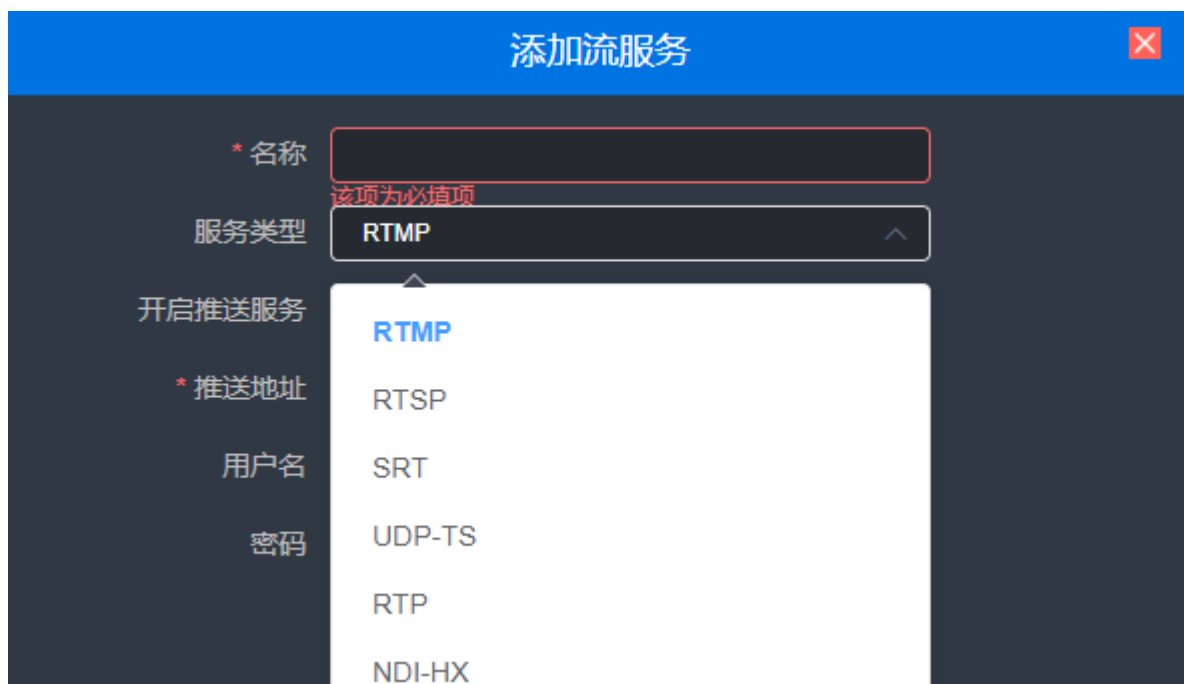 添加流服务
* 名称
该项为必填项
服务类型 RTMP
开启推送服务
RTMP
* 推送地址
RTSP
用户名
SRT
密码
UDP-TS
RTP
NDI-HX